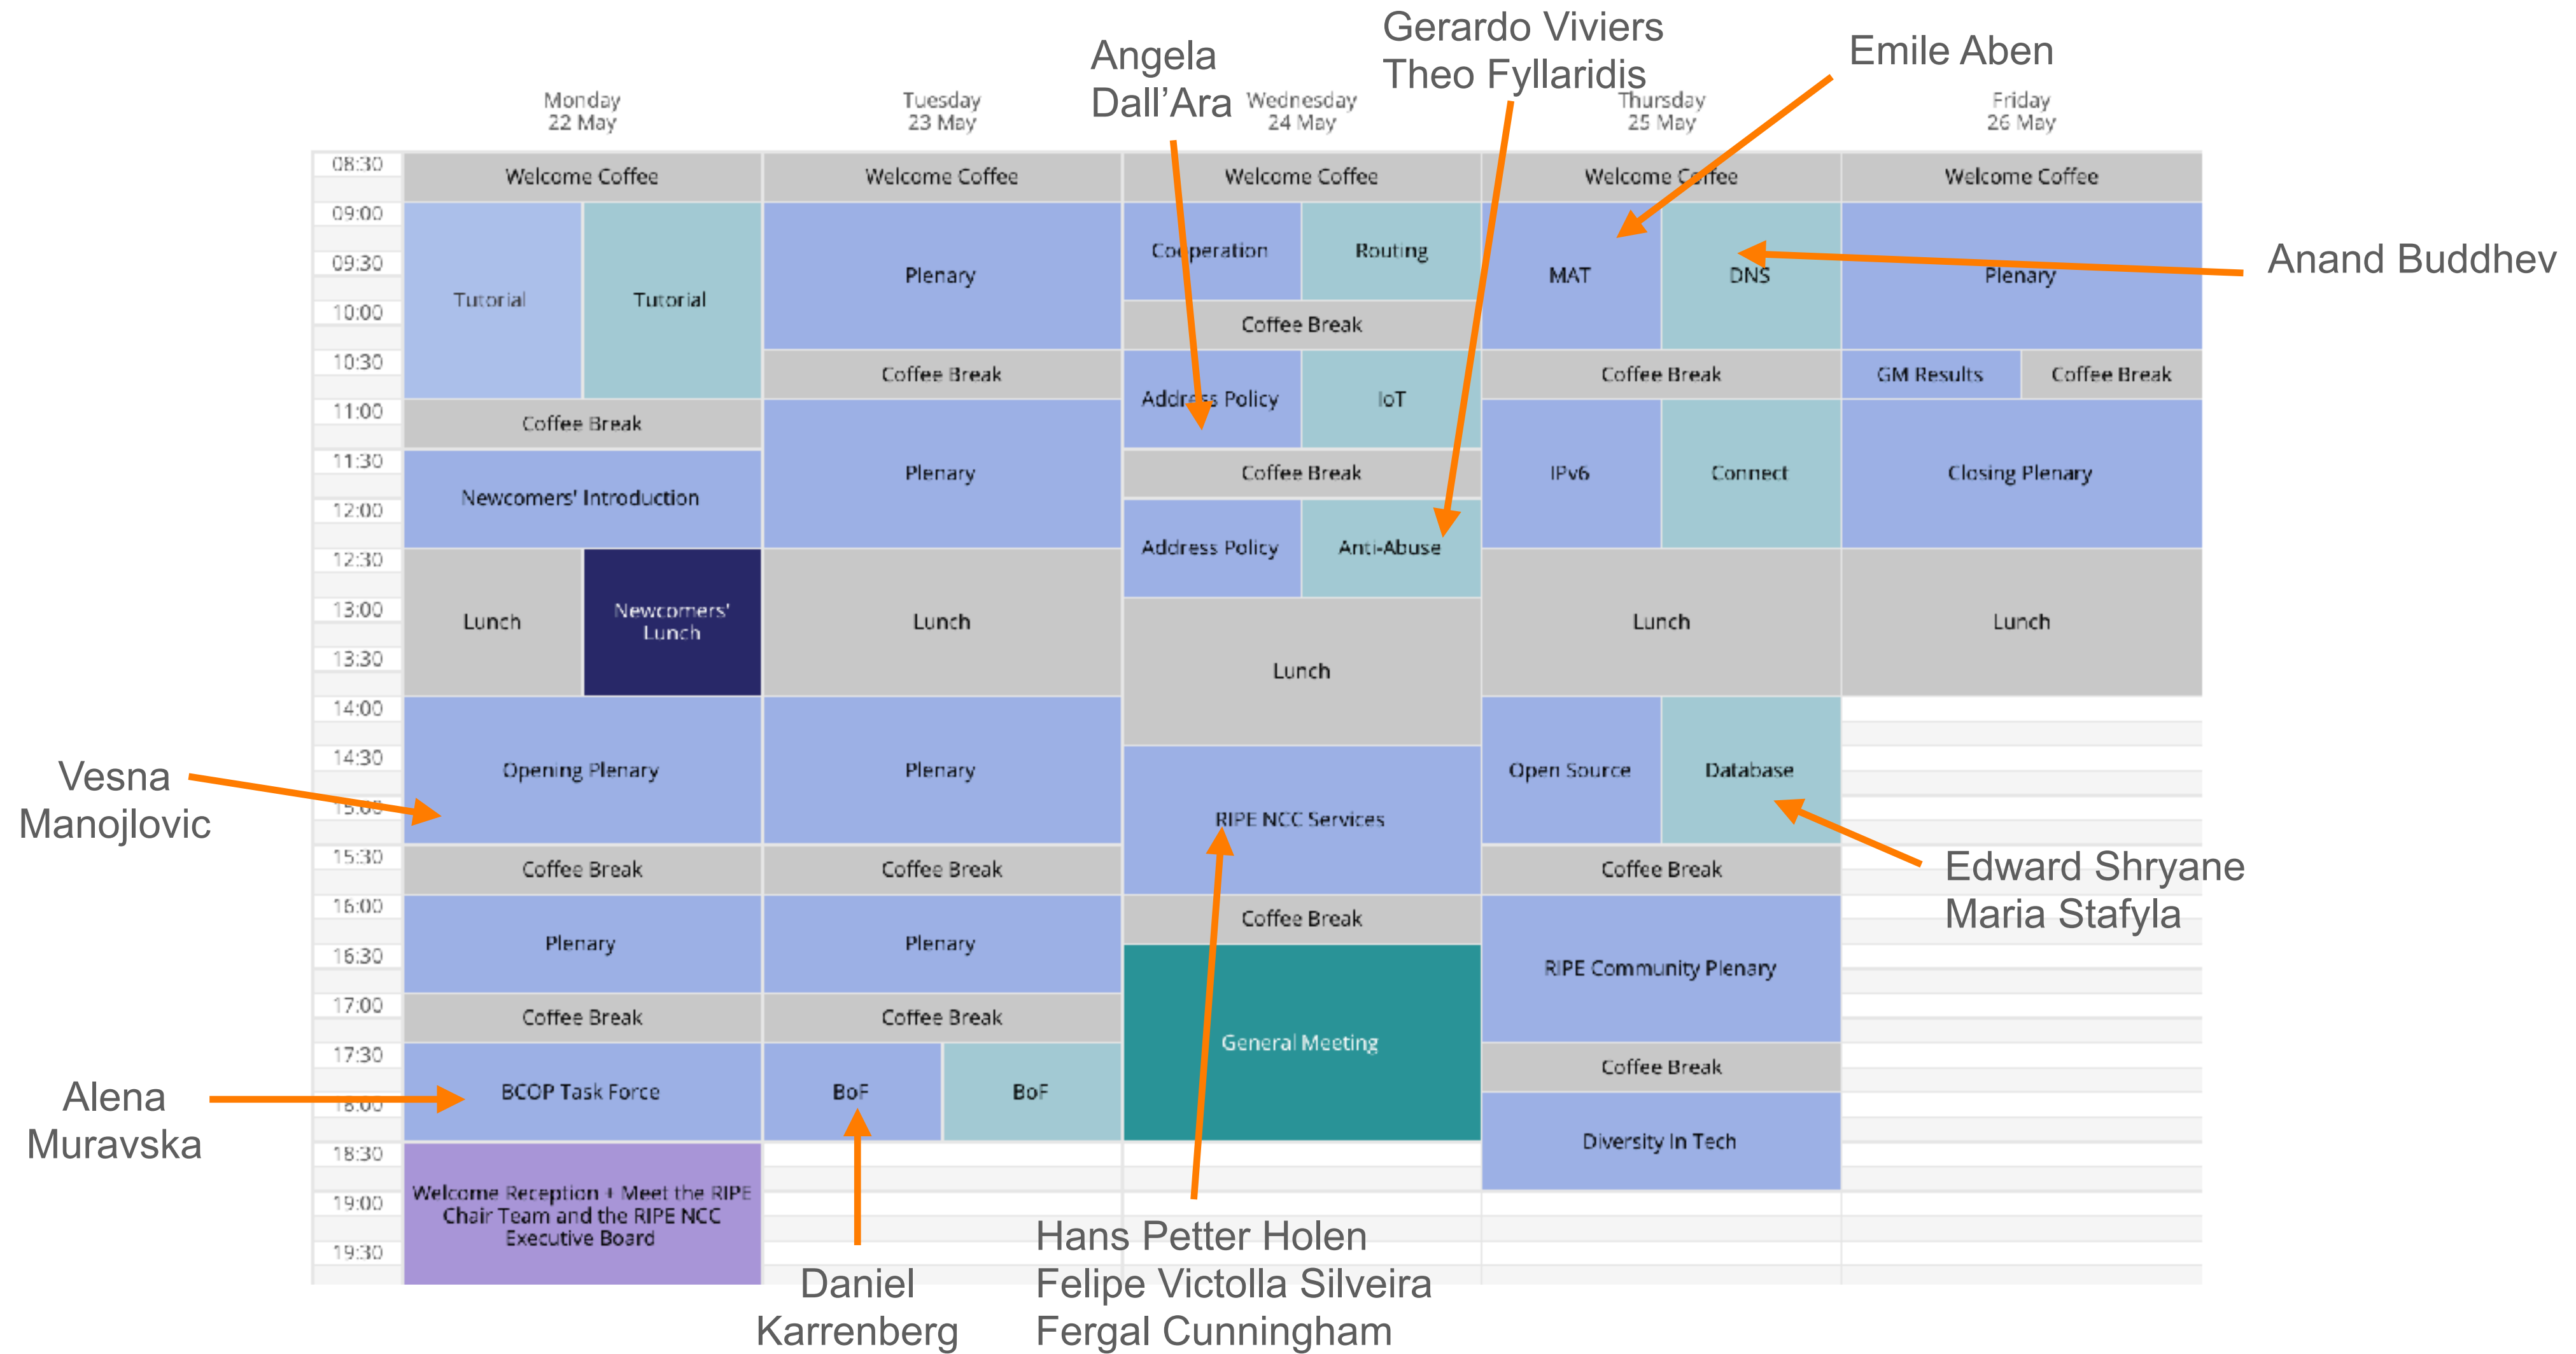 Gerardo Viviers
Theo Fyllaridis
Angela
Dall'Ara
Emile Aben
Monday
22 May
Tuesday
23 May
Wednesday
24 May
Thursday
25 May
Friday
26 May
08:30
Welcome Coffee
Welcome Coffee
Welcome Coffee
Welcome Coffee
Welcome Coffee
09:00
09:30
10:00
10:30
11:00
11:30
12:00
12:30
13:00
13:30
14:00
14:30
15:00
15:30
16:00
16:30
17:00
17:30
18:00
18:30
19:00
19:30
Tutorial
Tutorial
Coffee Break
Newcomers' Introduction
Lunch
Newcomers'
Lunch
Opening Plenary
Coffee Break
Plenary
Coffee Break
BCOP Task Force
Welcome Reception + Meet the RIPE
Chair Team and the RIPE NCC
Executive Board
Plenary
Coffee Break
Plenary
Lunch
Plenary
Coffee Break
Plenary
Coffee Break
BoF
BoF
Cooperation
Routing
Coffee Break
Address Policy
IoT
Coffee Break
Address Policy
Anti-Abuse
Lunch
RIPE NCC Services
Coffee Break
General Meeting
MAT
DNS
Coffee Break
IPv6
Connect
Lunch
Open Source
Database
Coffee Break
RIPE Community Plenary
Coffee Break
Diversity In Tech
Plenary
GM Results
Coffee Break
Closing Plenary
Lunch
Anand Buddhev
Vesna
Manojlovic
Edward Shryane
Maria Stafyla
Alena
Muravska
Daniel
Karrenberg
Hans Petter Holen
Felipe Victolla Silveira
Fergal Cunningham